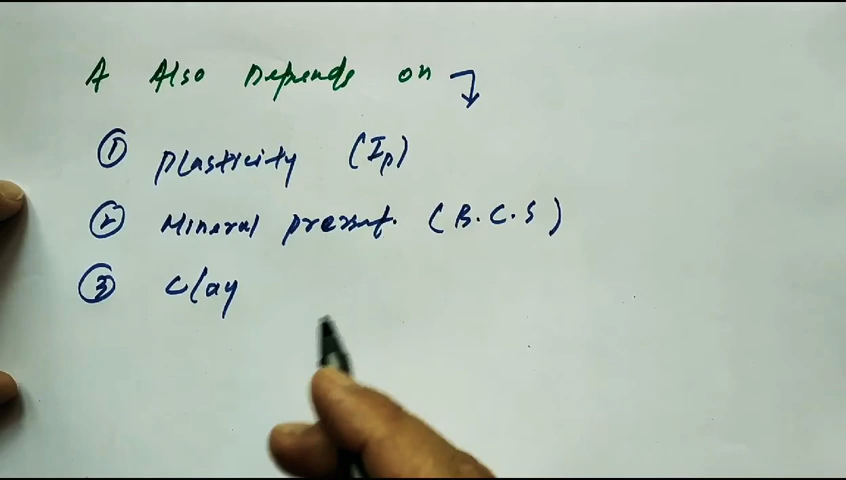 A Also Depends on
① Plasticity (Ip)
② Mineral present. (B.C.S)
③ Clay